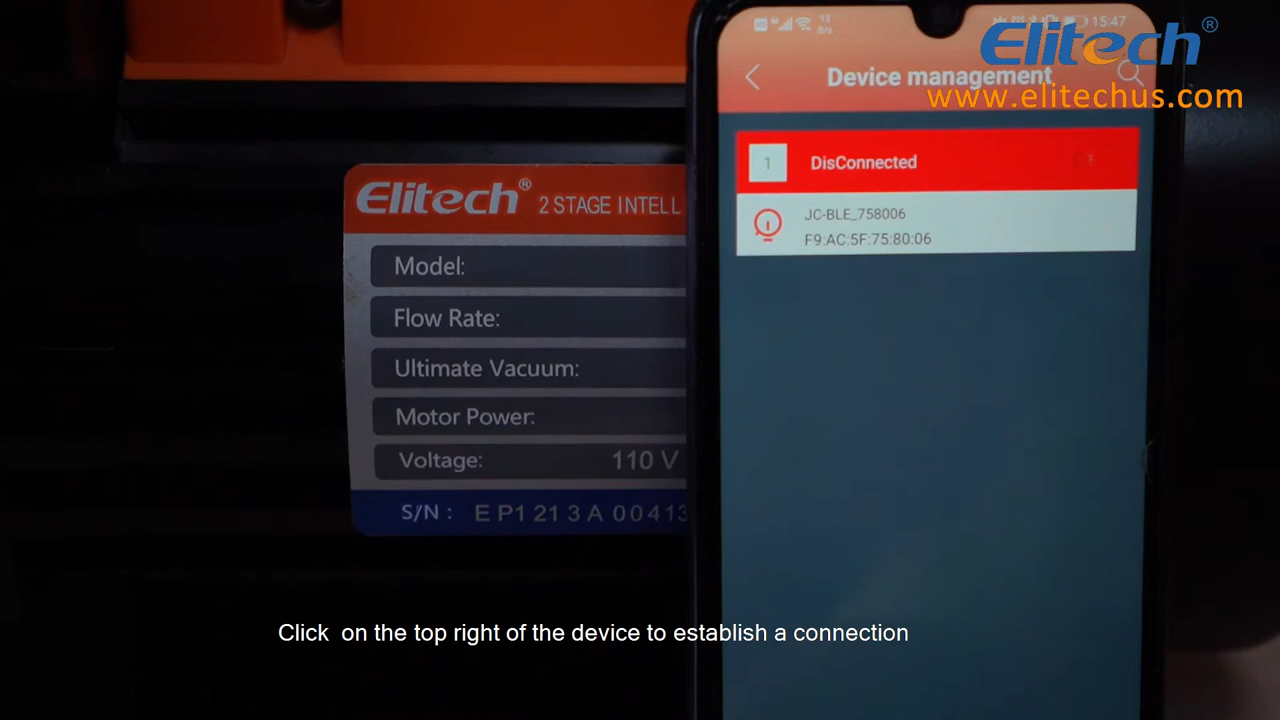 Elitech®
www.elitechus.com
15:47
Device management
1 DisConnected
JC-BLE_758006
F9:AC:5F:75:80:06
Elitech® 2 STAGE INTELL
Model:
Flow Rate:
Ultimate Vacuum:
Motor Power:
Voltage: 110 V
S/N : EP1213A00413
Click on the top right of the device to establish a connection